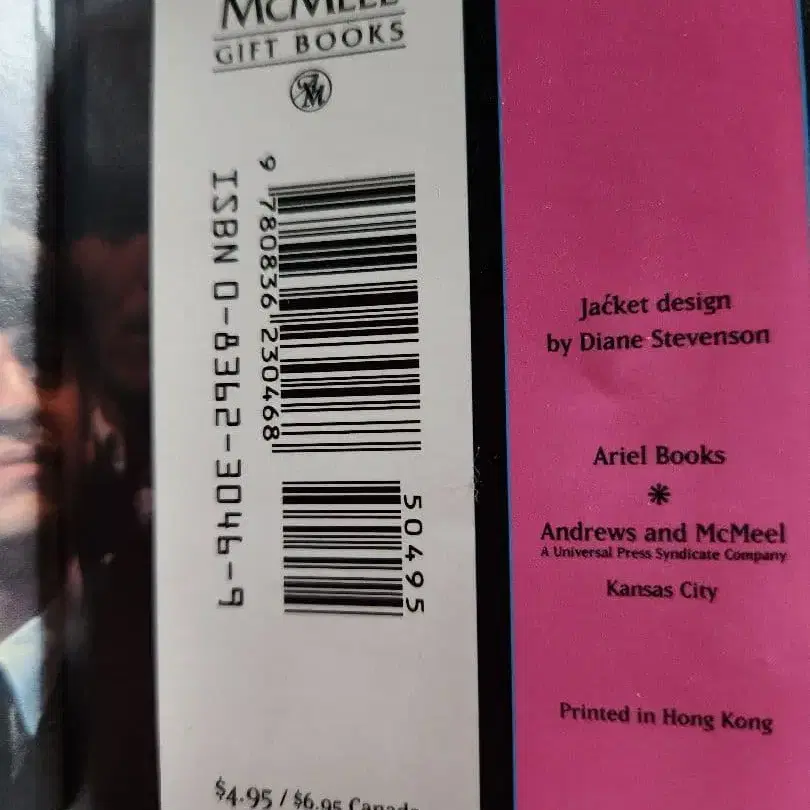 McMEEL
GIFT BOOKS
AM
ISBN 0-8362-3046-9
9 780836 230468
50495
$4.95 / $6.95 Canada
Jacket design
by Diane Stevenson
Ariel Books
Andrews and McMeel
A Universal Press Syndicate Company
Kansas City
Printed in Hong Kong